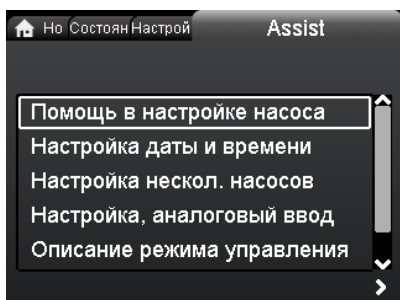 Но Состоян Настрой Assist
Помощь в настройке насоса
Настройка даты и времени
Настройка нескол. насосов
Настройка, аналоговый ввод
Описание режима управления